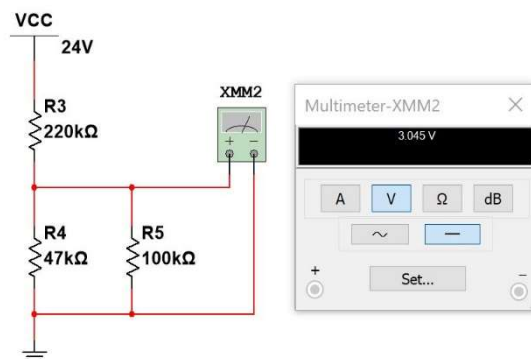 VCC
24V
R3
220kΩ
XMM2
+ −
R4
47kΩ
R5
100kΩ
Multimeter-XMM2 ×
3.045 V
A V Ω dB
~ —
+ Set... −